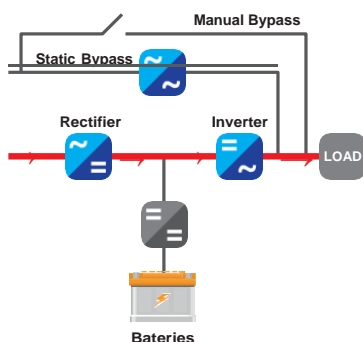 Manual Bypass
Static Bypass
Rectifier
Inverter
LOAD
Bateries